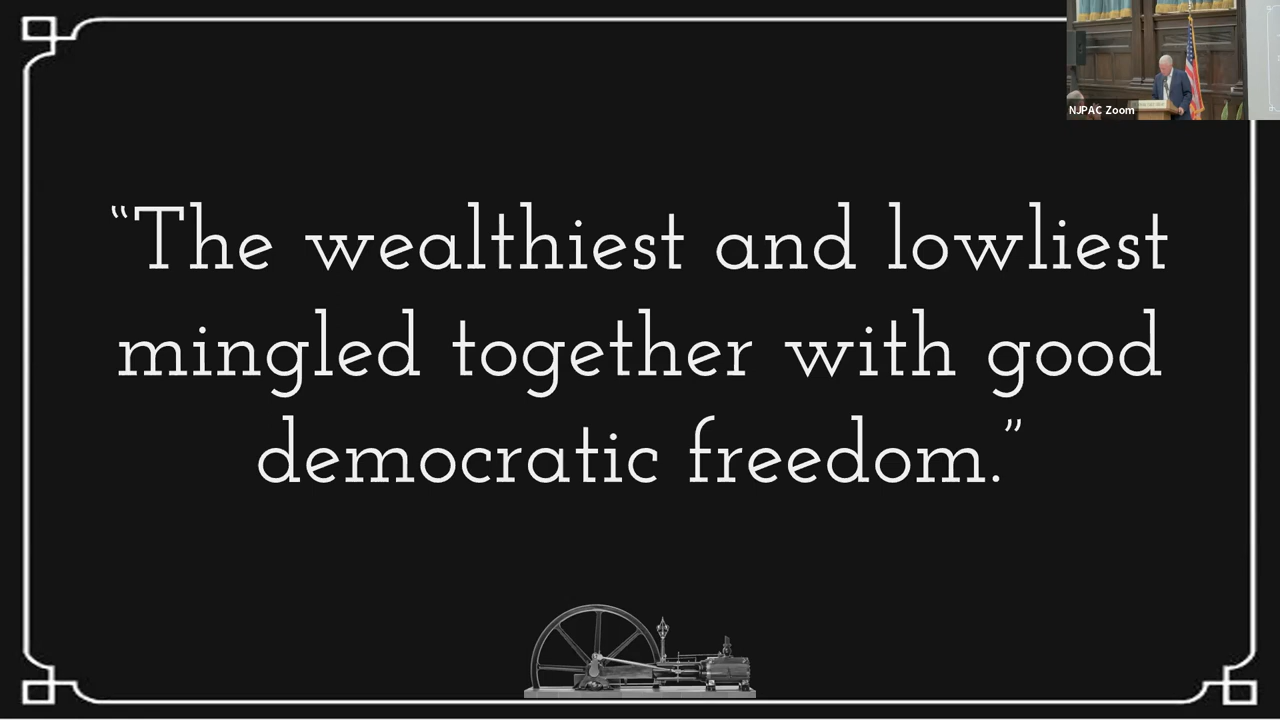 NJPAC Zoom
“The wealthiest and lowliest
mingled together with good
democratic freedom.”